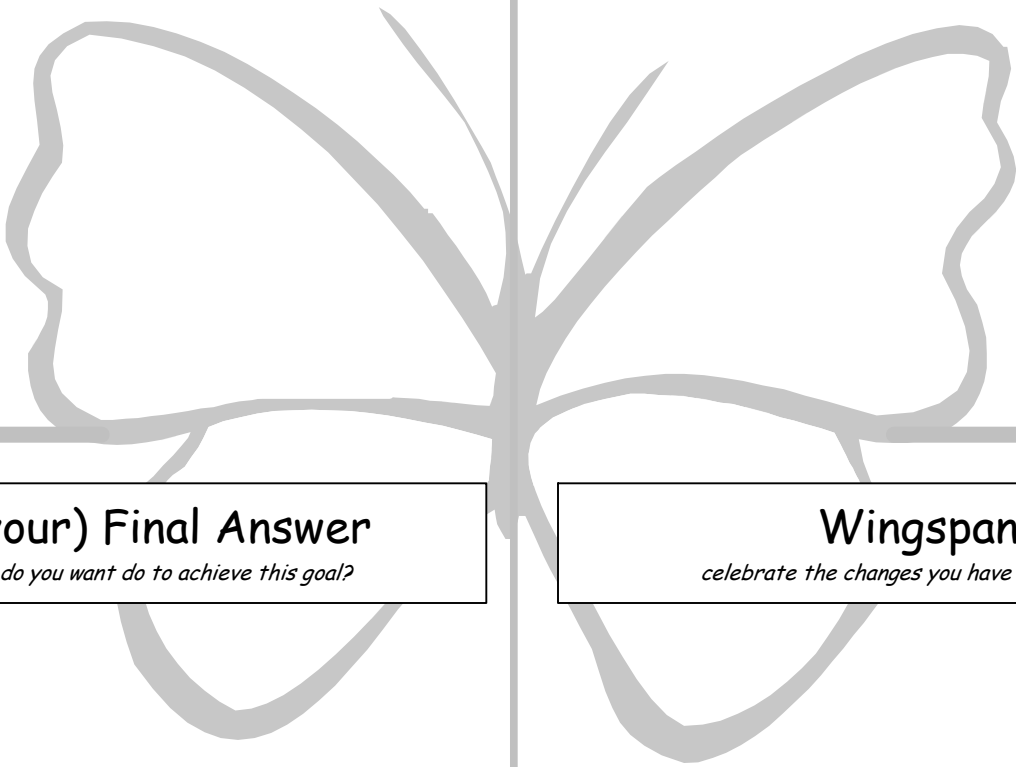 our) Final Answer
do you want do to achieve this goal?
Wingspan
celebrate the changes you have